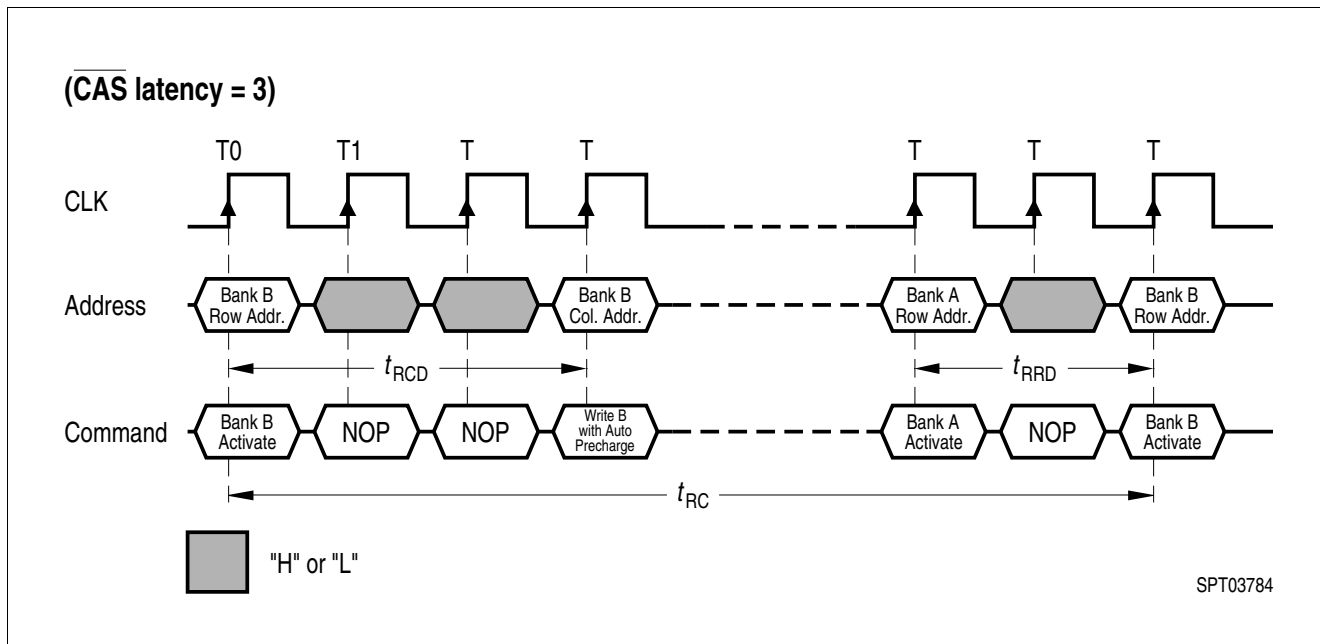 (CAS latency = 3)
T0 T1 T T T T T
CLK
Address
Bank B
Row Addr.
Bank B
Col. Addr.
Bank A
Row Addr.
Bank B
Row Addr.
tRCD
tRRD
Command
Bank B
Activate
NOP
NOP
Write B
with Auto
Precharge
Bank A
Activate
NOP
Bank B
Activate
tRC
"H" or "L"
SPT03784